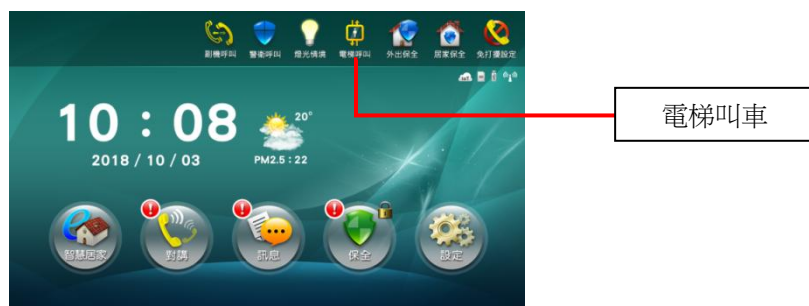 副機呼叫 警衛呼叫 燈光情境 電梯呼叫 外出保全 居家保全 免打擾設定
10:08
20°
2018 / 10 / 03
PM2.5 : 22
電梯叫車
智慧居家 對講 訊息 保全 設定